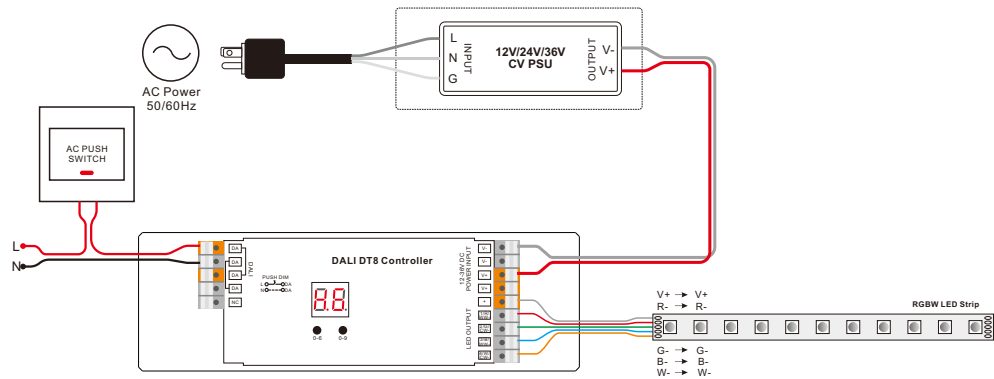 AC Power
50/60Hz
L
N
G
INPUT
12V/24V/36V
CV PSU
OUTPUT
V-
V+
AC PUSH
SWITCH
L
N
DA
DA
DA
DA
NC
DALI
PUSH DIM
L DA
N DA
8.8.
0-6
0-9
DALI DT8 Controller
12-36V DC
POWER INPUT
LED OUTPUT
V-
V-
V+
V+
+
V+ → V+
R- → R-
RGBW LED Strip
G- → G-
B- → B-
W- → W-